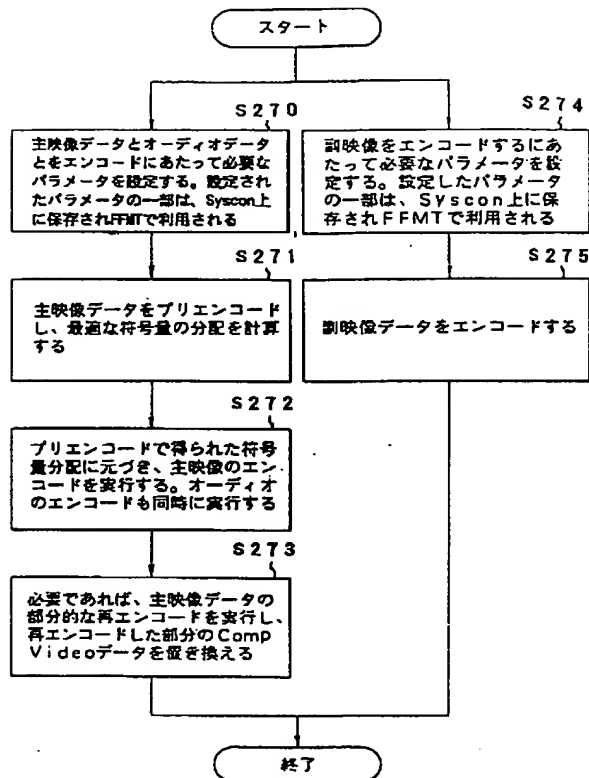 スタート
S270
主映像データとオーディオデータ
とをエンコードにあたって必要な
パラメータを設定する。設定され
たパラメータの一部は、Syscon上
に保存されFFMTで利用される
S271
主映像データをプリエンコード
し、最適な符号量の分配を計算
する
S272
プリエンコードで得られた符号
量分配に元づき、主映像のエン
コードを実行する。オーディオ
のエンコードも同時に実行する
S273
必要であれば、主映像データの
部分的な再エンコードを実行し、
再エンコードした部分のComp
Videoデータを置き換える
S274
副映像をエンコードするにあ
たって必要なパラメータを設
定する。設定したパラメータ
の一部は、Syscon上に保
存されFFMTで利用される
S275
副映像データをエンコードする
終了